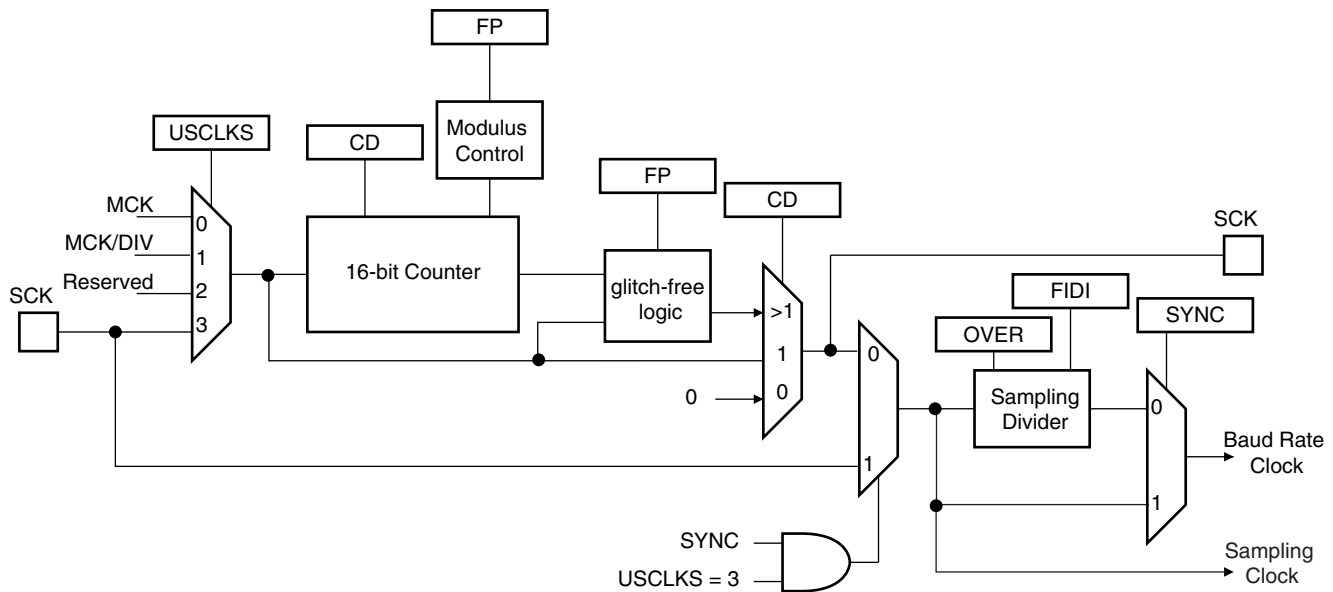 FP
USCLKS
CD
Modulus
Control
FP
CD
SCK
MCK
0
MCK/DIV
1
Reserved
2
SCK
3
16-bit Counter
glitch-free
logic
>1
1
0
0
0
1
FIDI
OVER
SYNC
Sampling
Divider
0
1
Baud Rate
Clock
SYNC
USCLKS = 3
Sampling
Clock